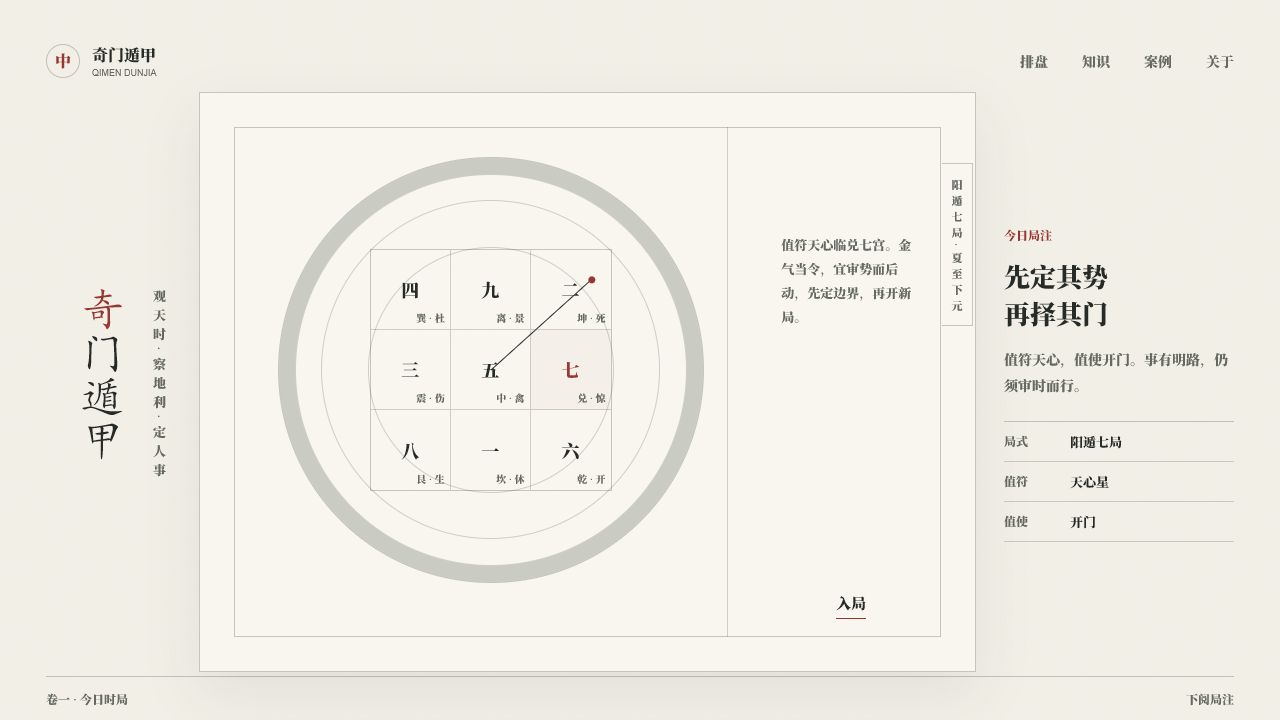 中
奇门遁甲
QIMEN DUNJIA
排盘
知识
案例
关于
奇门遁甲
观天时·察地利·定人事
四
巽·杜
九
离·景
二
坤·死
三
震·伤
五
中·禽
七
兑·惊
八
艮·生
一
坎·休
六
乾·开
值符天心临兑七宫。金
气当令，宜审势而后
动，先定边界，再开新
局。
入局
阳遁七局·夏至下元
今日局注
先定其势
再择其门
值符天心，值使开门。事有明路，仍
须审时而行。
局式 阳遁七局
值符 天心星
值使 开门
卷一·今日时局
下阅局注